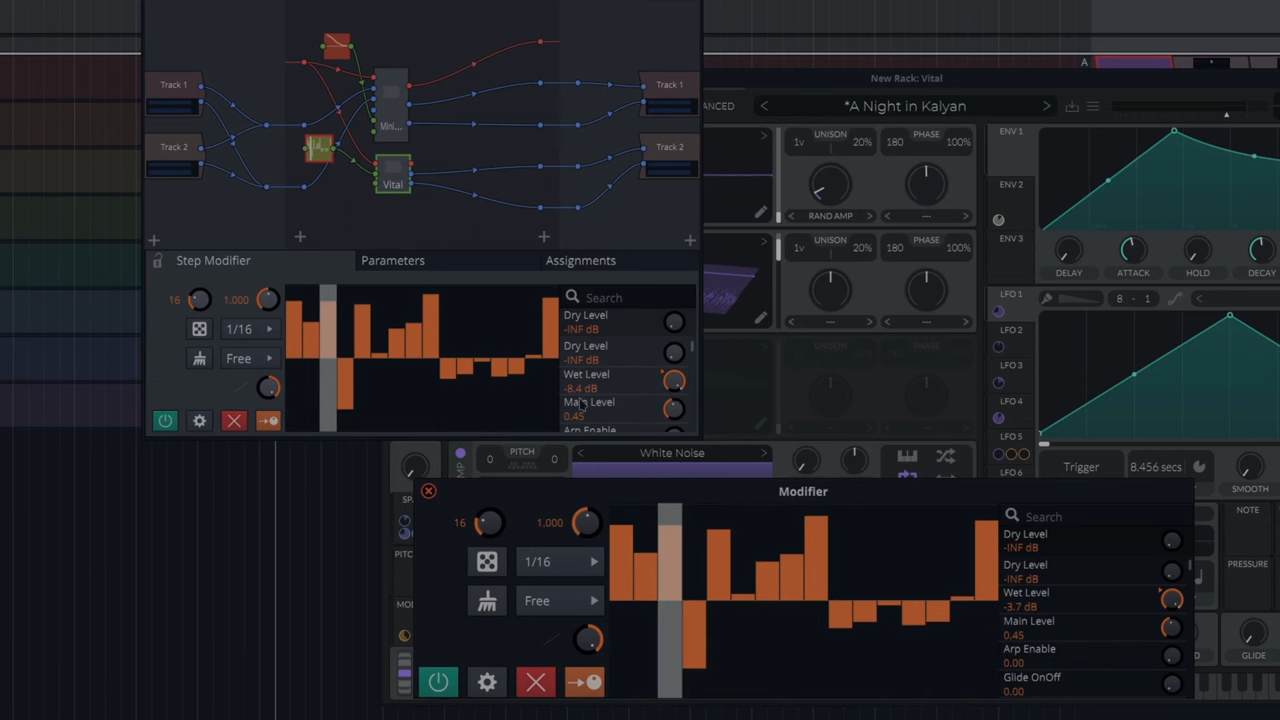 Track 1
Track 2
Mini...
Vital
Track 1
Track 2
Step Modifier
Parameters
Assignments
16
1.000
1/16
Free
Search
Dry Level
-INF dB
Dry Level
-INF dB
Wet Level
-8.4 dB
Main Level
0.45
Arp Enable
A
New Rack: Vital
ANCED
*A Night in Kalyan
UNISON
1v 20%
PHASE
180 100%
RAND AMP
---
UNISON
1v 20%
PHASE
180 100%
---
---
ENV 1
ENV 2
ENV 3
DELAY
ATTACK
HOLD
DECAY
LFO 1
LFO 2
LFO 3
LFO 4
LFO 5
LFO 6
8 - 1
Trigger
8.456 secs
SMOOTH
PITCH
0 0
White Noise
SPA
PITC
MOD
NOTE
PRESSURE
GLIDE
Modifier
16
1.000
1/16
Free
Search
Dry Level
-INF dB
Dry Level
-INF dB
Wet Level
-3.7 dB
Main Level
0.45
Arp Enable
0.00
Glide OnOff
0.00